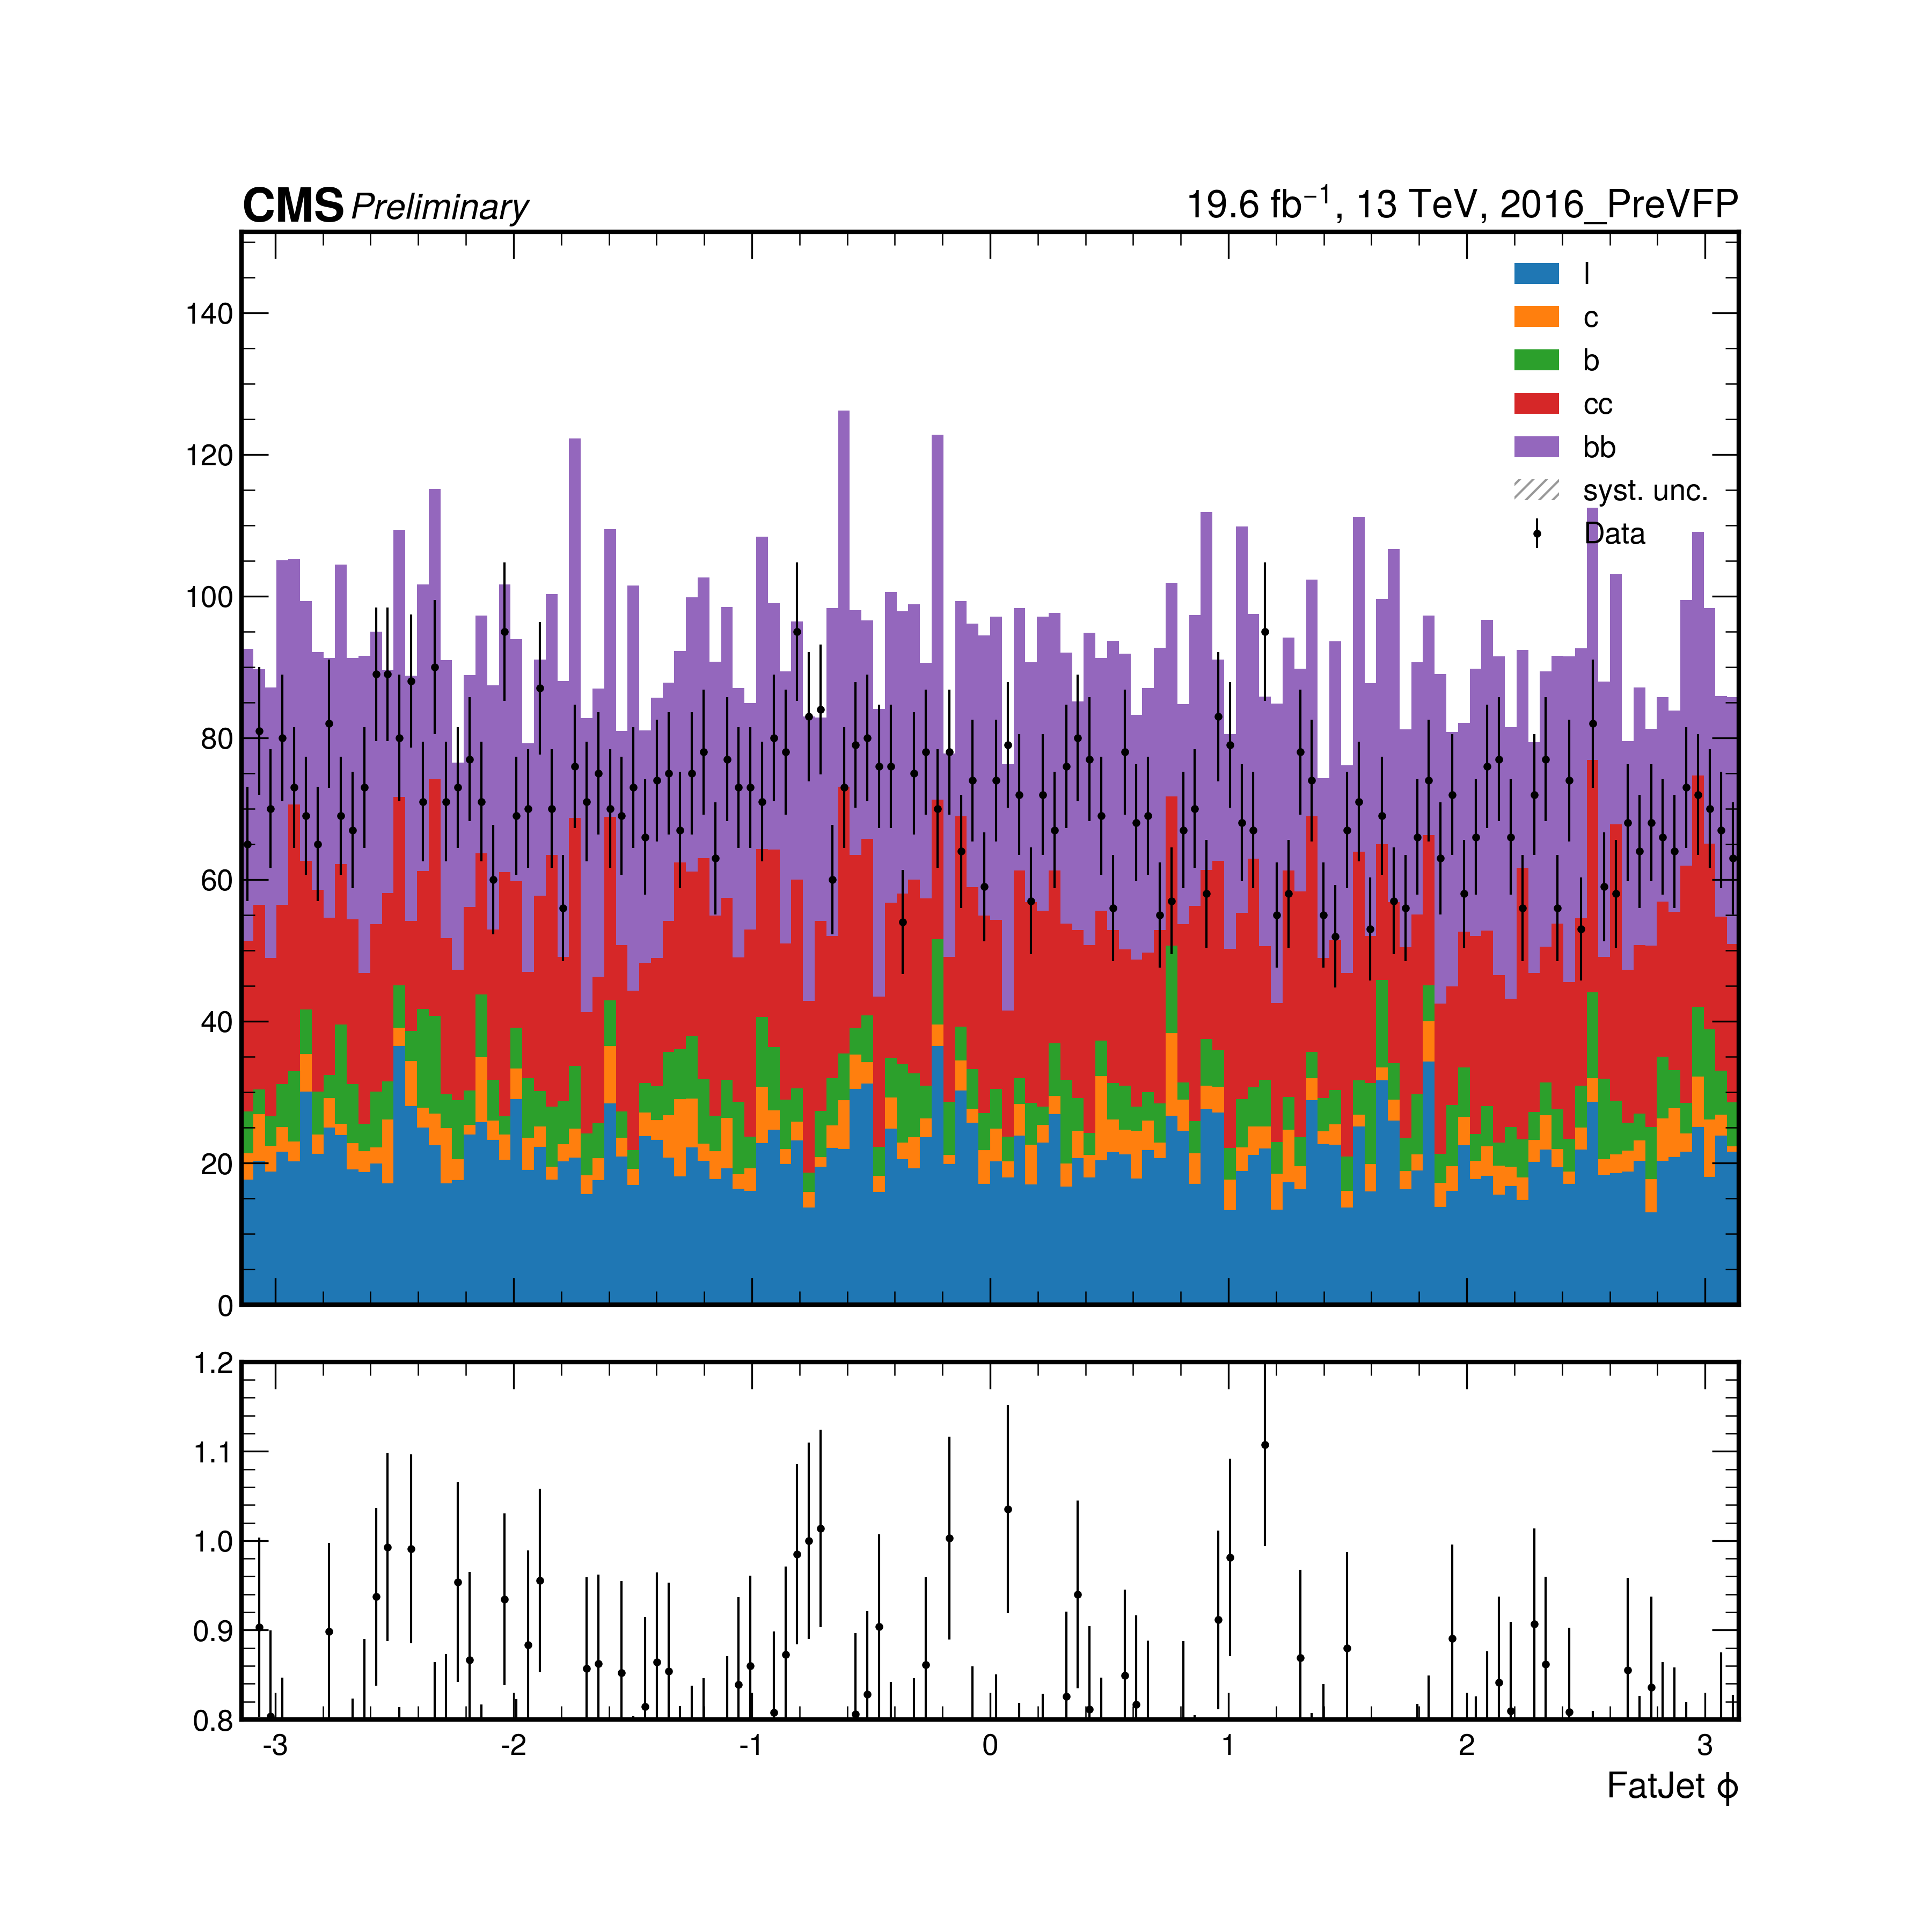 CMS Preliminary
19.6 fb⁻¹, 13 TeV, 2016_PreVFP
l
c
b
cc
bb
syst. unc.
Data
140
120
100
80
60
40
20
0
1.2
1.1
1.0
0.9
0.8
-3 -2 -1 0 1 2 3
FatJet ϕ